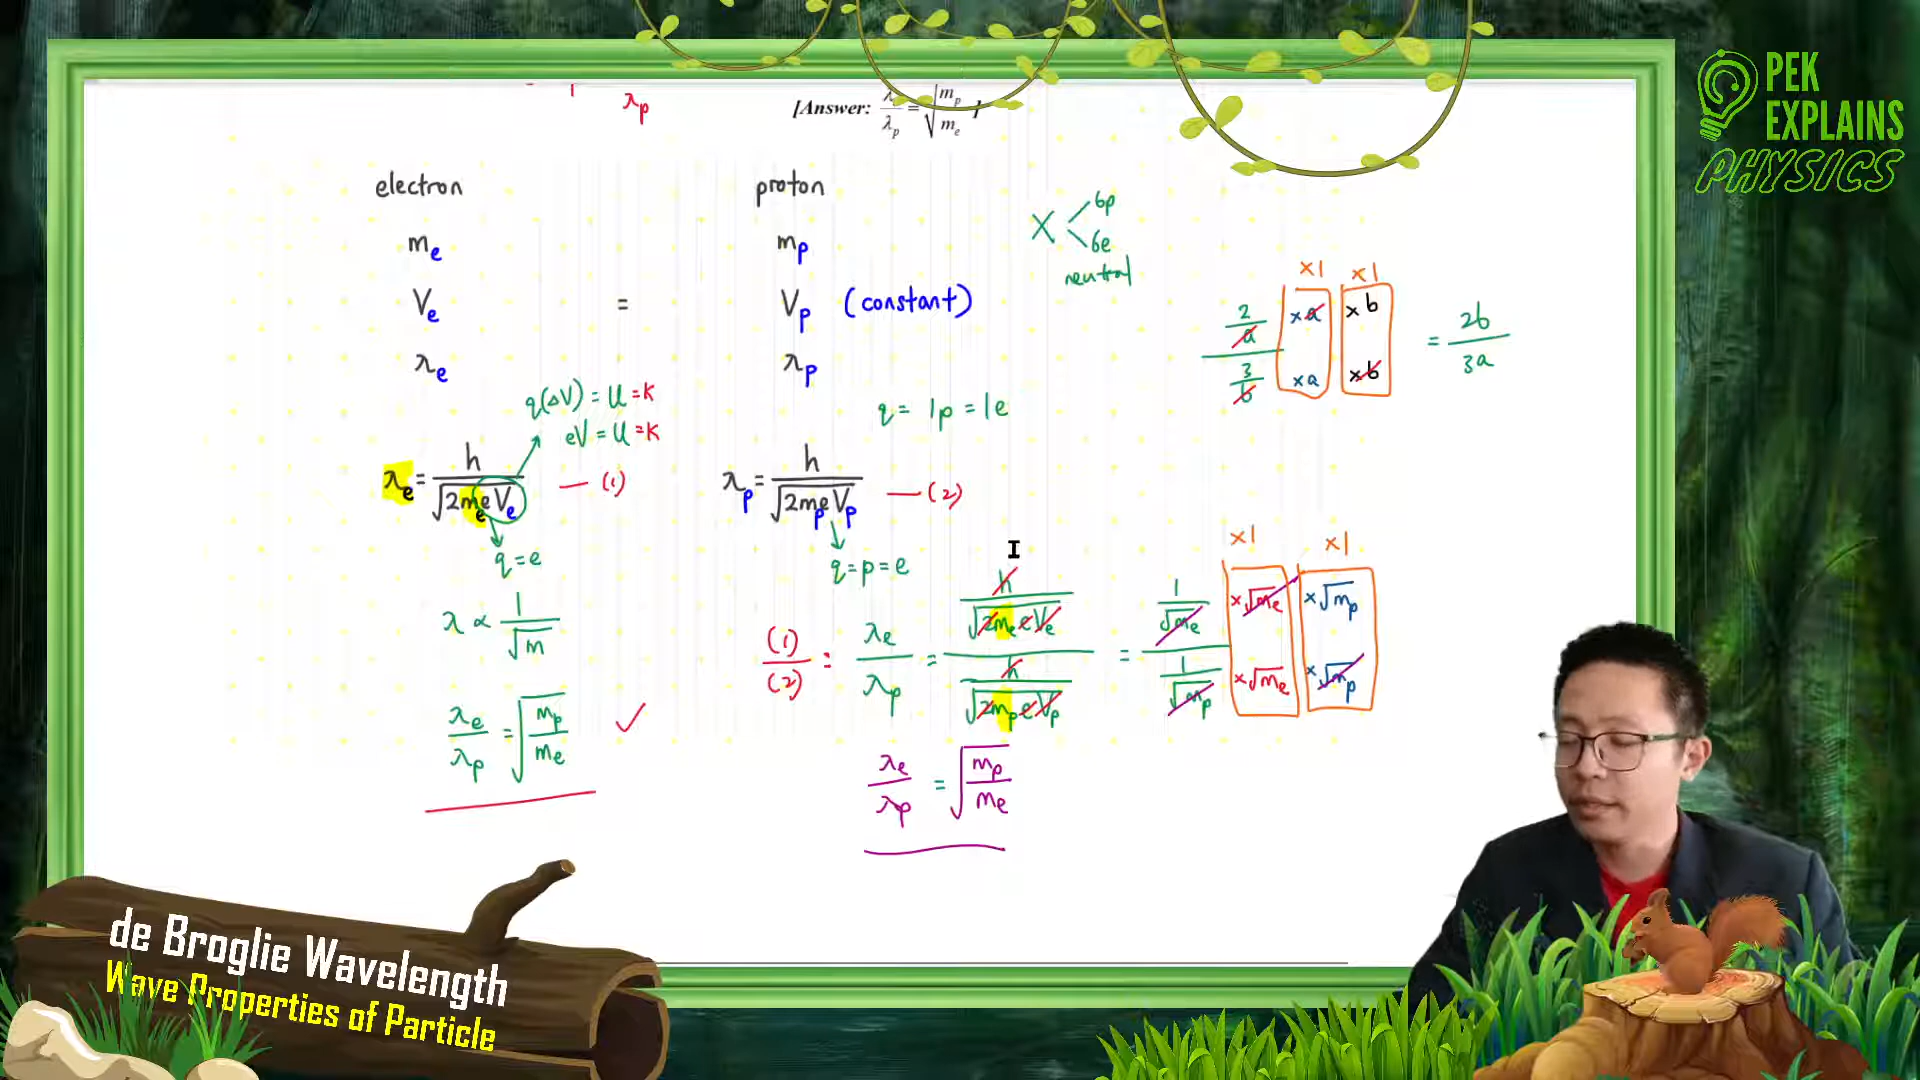 λp
[Answer: λ/λp = √(mp/me) ]
PEK
EXPLAINS
PHYSICS
electron
proton
me
mp
Ve = Vp (constant)
λe
λp
X < 6p
6e
neutral
×1 ×1
(2/a)/(3/b) ×a/×a ×b/×b = 2b/3a
q(ΔV) = U = K
eV = U = K
q = 1p = 1e
λe = h/√(2meeVe) — (1)
λp = h/√(2mpeVp) — (2)
q = e
q = p = e
λ ∝ 1/√m
λe/λp = √(mp/me) ✓
×1 ×1
(1)/(2) : λe/λp = (h/√(2meeVe))/(h/√(2mpeVp)) = (1/√me)/(1/√mp) ×√me/×√me ×√mp/×√mp
λe/λp = √(mp/me)
de Broglie Wavelength
Wave Properties of Particle